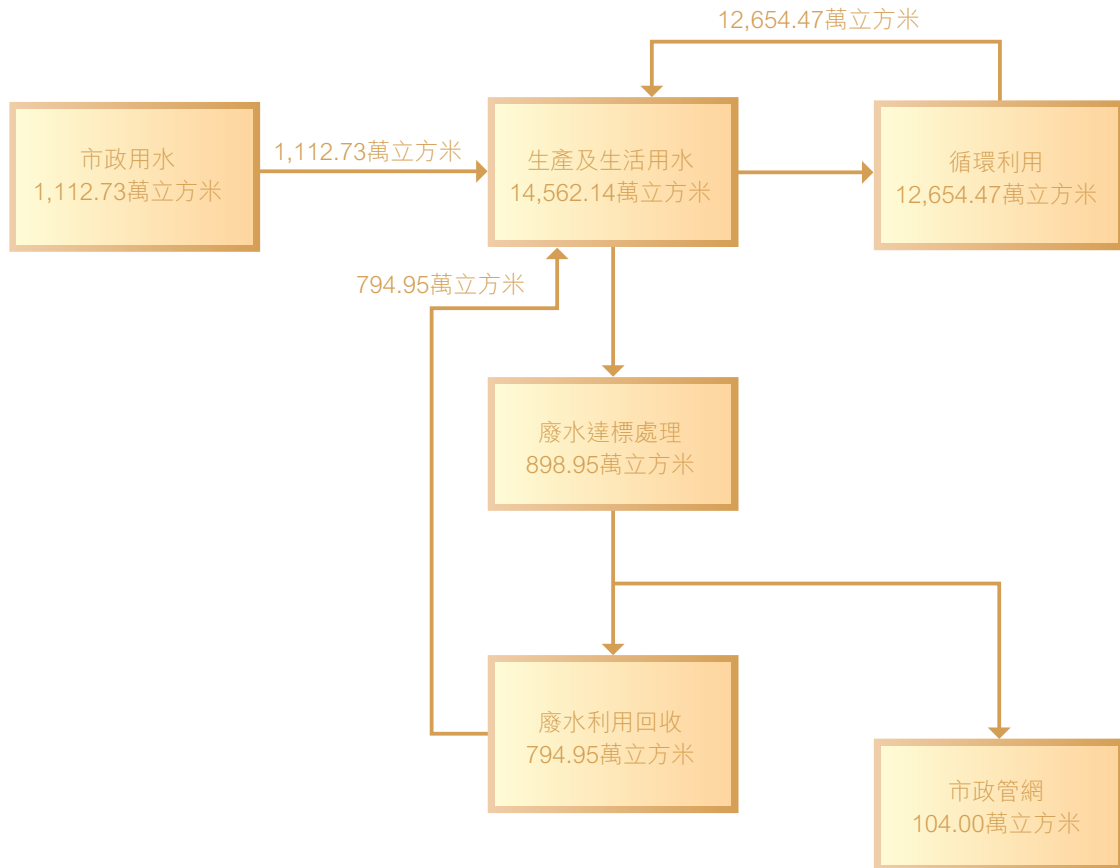 12,654.47萬立方米
市政用水
1,112.73萬立方米
1,112.73萬立方米
生產及生活用水
14,562.14萬立方米
循環利用
12,654.47萬立方米
794.95萬立方米
廢水達標處理
898.95萬立方米
廢水利用回收
794.95萬立方米
市政管網
104.00萬立方米